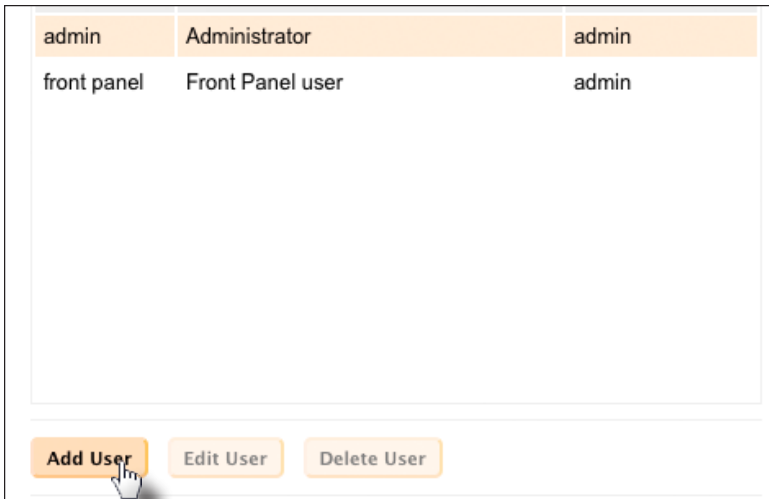 admin Administrator admin
front panel Front Panel user admin
Add User Edit User Delete User